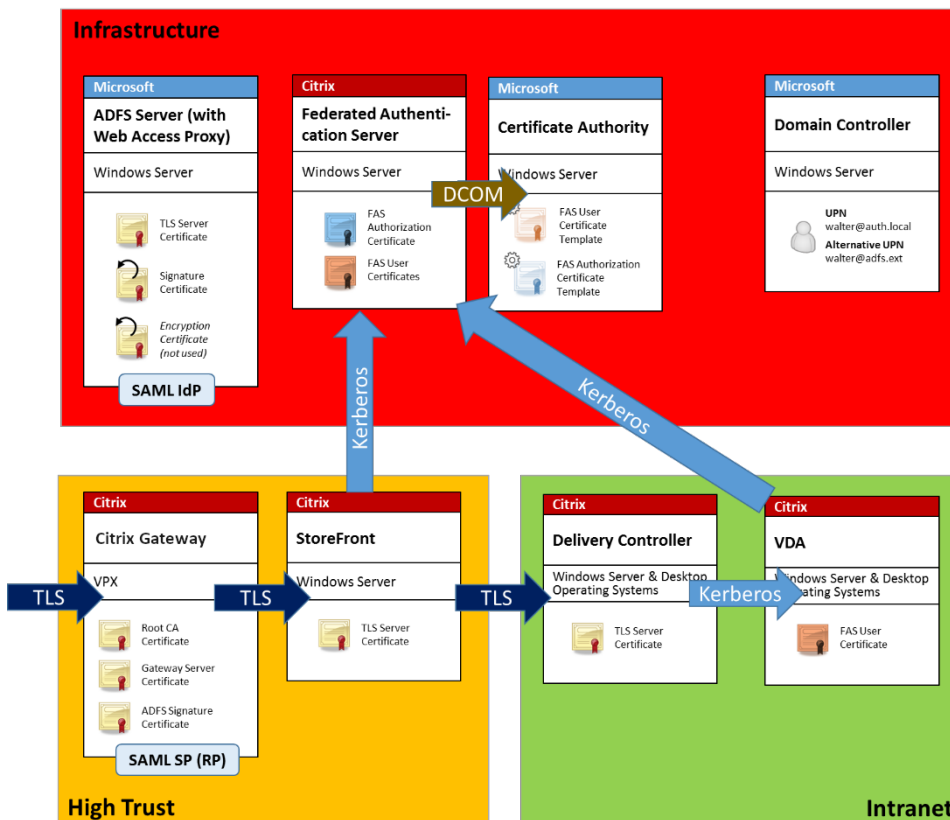 Infrastructure
Microsoft
ADFS Server (with
Web Access Proxy)
Windows Server
TLS Server
Certificate
Signature
Certificate
Encryption
Certificate
(not used)
SAML IdP
Citrix
Federated Authenti-
cation Server
Windows Server
FAS
Authorization
Certificate
FAS User
Certificates
DCOM
Microsoft
Certificate Authority
Windows Server
FAS User
Certificate
Template
FAS Authorization
Certificate
Template
Microsoft
Domain Controller
Windows Server
UPN
walter@auth.local
Alternative UPN
walter@adfs.ext
Kerberos
Kerberos
Citrix
Citrix Gateway
VPX
TLS
Root CA
Certificate
Gateway Server
Certificate
ADFS Signature
Certificate
SAML SP (RP)
TLS
Citrix
StoreFront
Windows Server
TLS Server
Certificate
TLS
High Trust
Citrix
Delivery Controller
Windows Server & Desktop
Operating Systems
TLS Server
Certificate
Kerberos
Citrix
VDA
Windows Server & Desktop
Operating Systems
FAS User
Certificate
Intranet